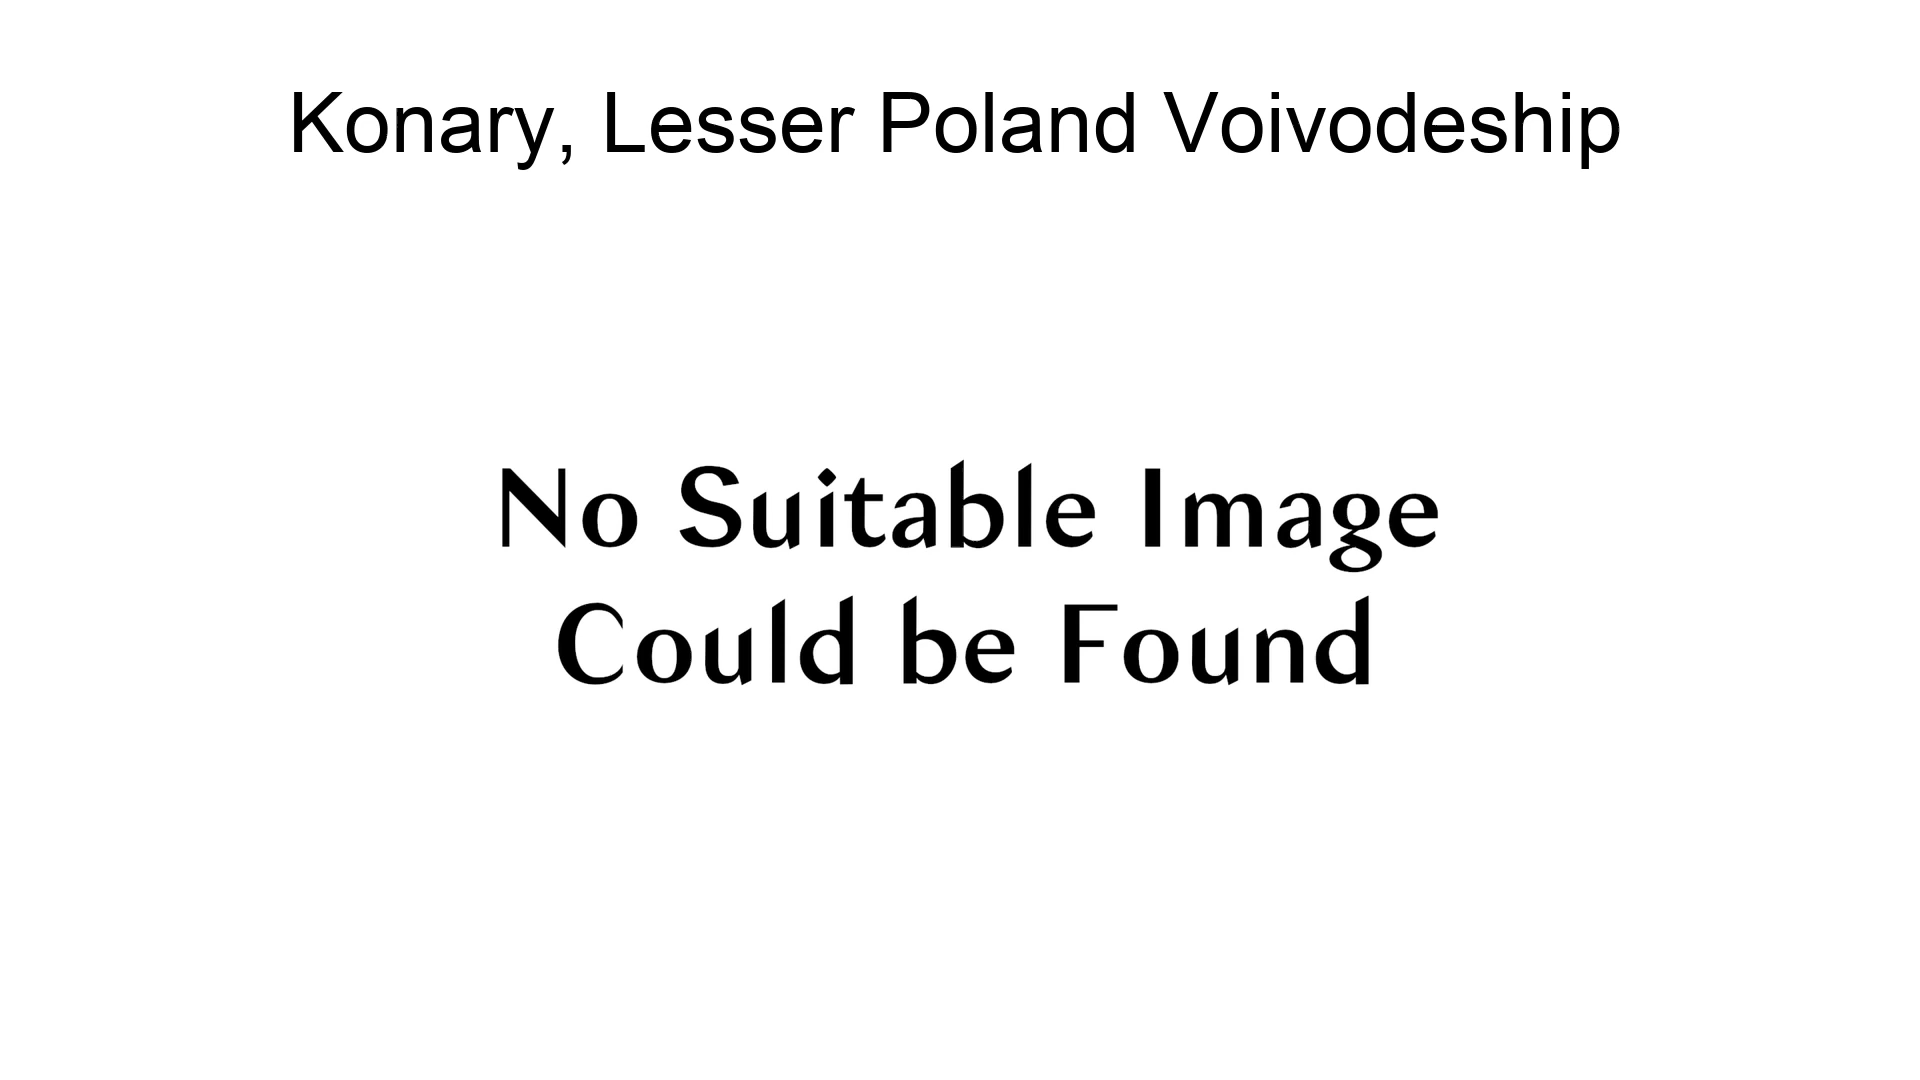 Konary, Lesser Poland Voivodeship
No Suitable Image
Could be Found